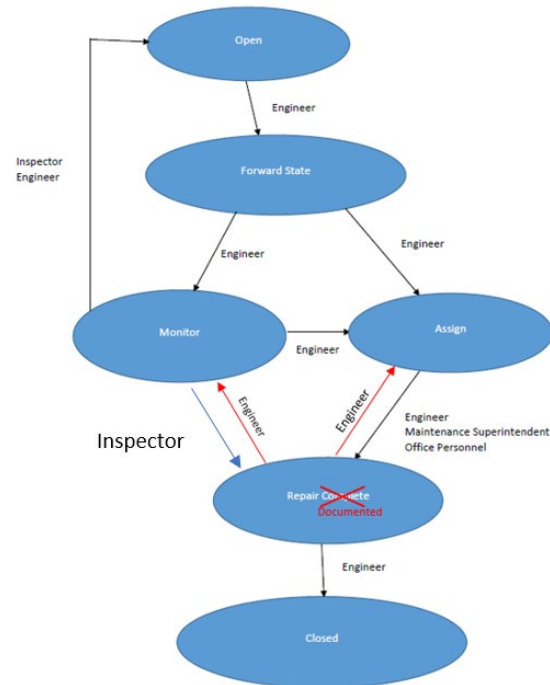 Open
Engineer
Inspector
Engineer
Forward State
Engineer
Engineer
Monitor
Engineer
Assign
Inspector
Engineer
Engineer
Engineer
Maintenance Superintendent
Office Personnel
Repair Complete
Documented
Engineer
Closed